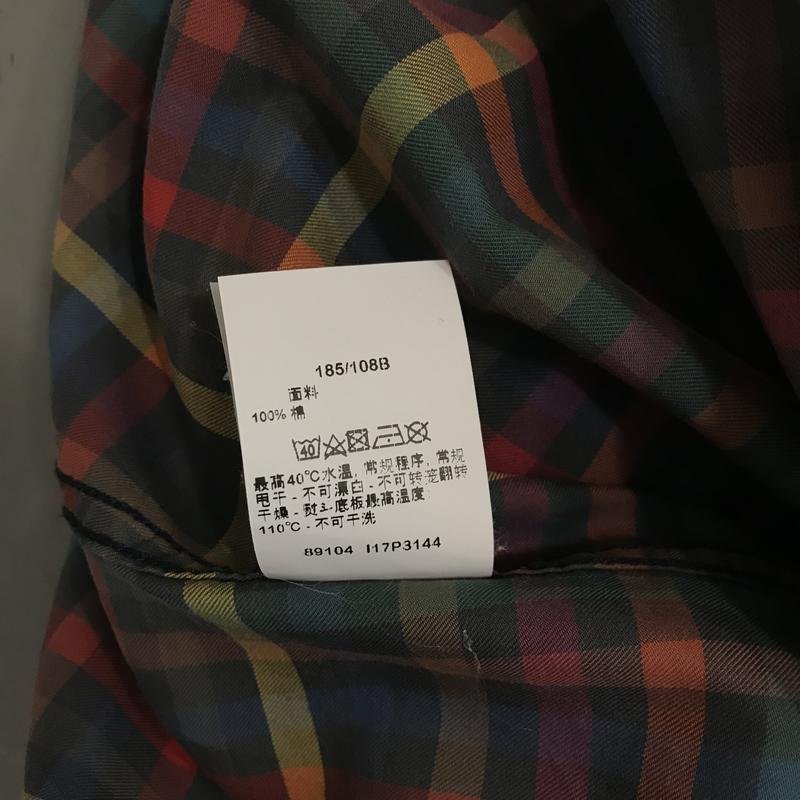 185/108B
面料
100% 棉
40
最高40℃水温, 常规程序, 常规
甩干 - 不可漂白 - 不可转笼翻转
干燥 - 熨斗底板最高温度
110℃ - 不可干洗
89104 I17P3144